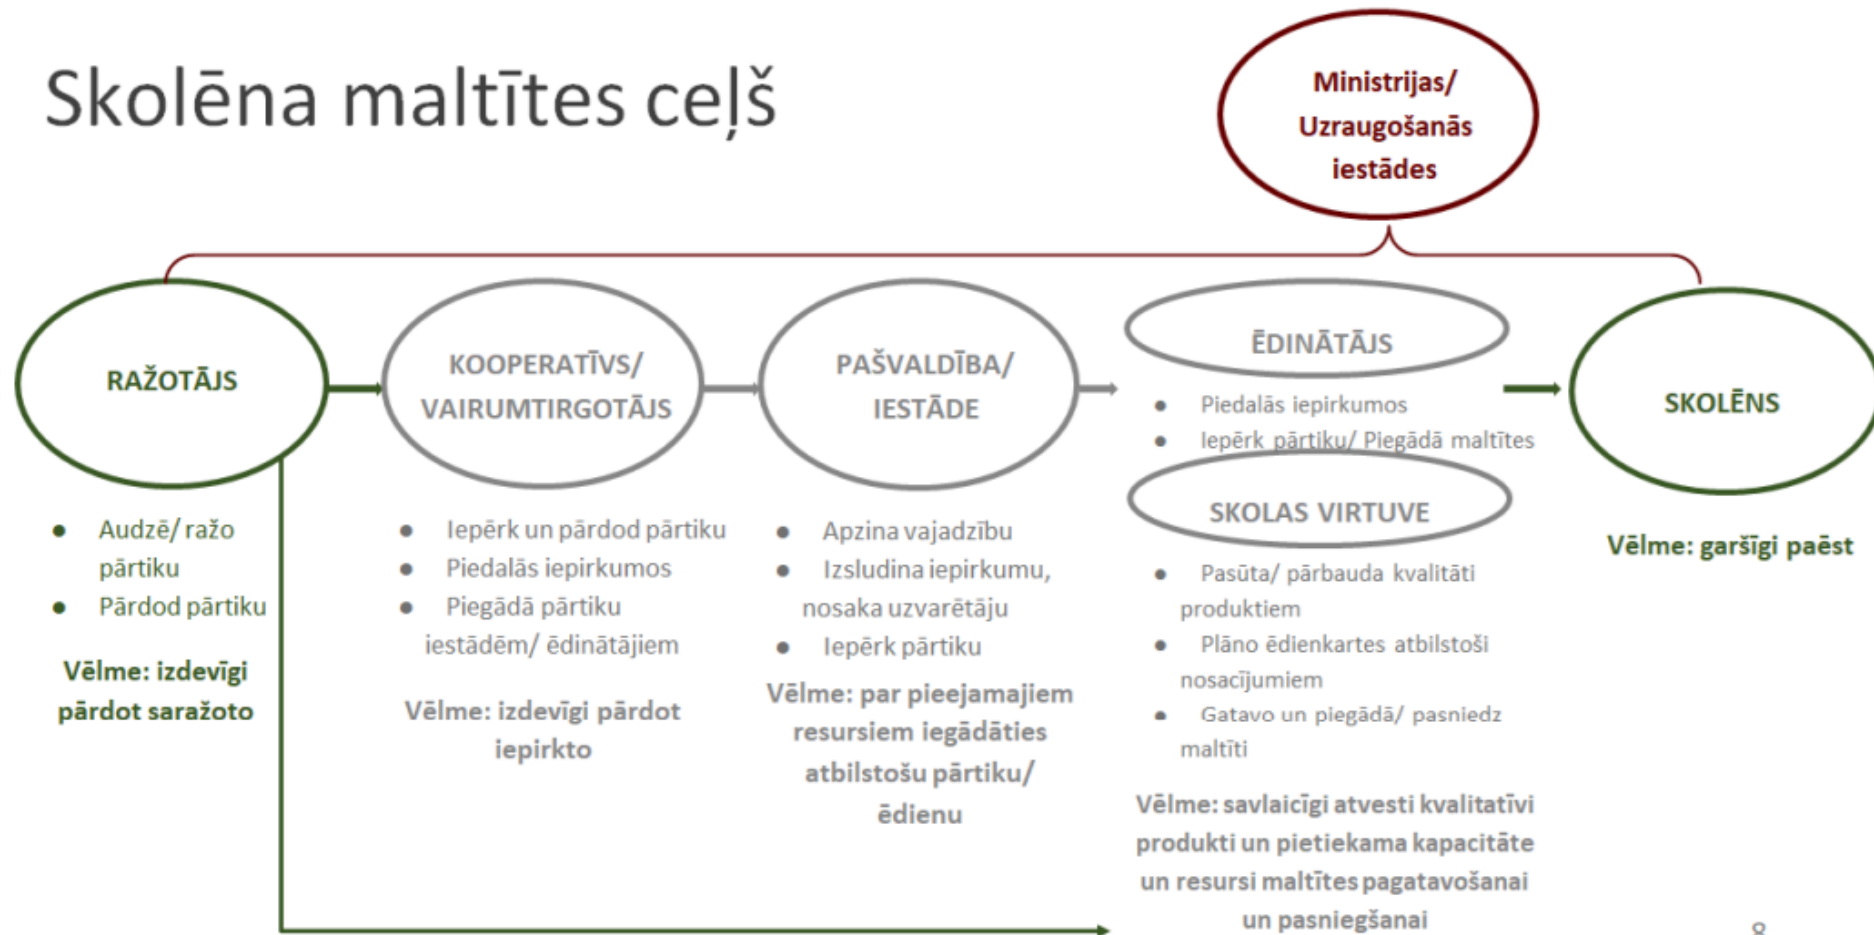 Skolēna maltītes ceļš
Ministrijas/
Uzraugošanās
iestādes
RAŽOTĀJS
● Audzē/ ražo
pārtiku
● Pārdod pārtiku
Vēlme: izdevīgi
pārdot saražoto
KOOPERATĪVS/
VAIRUMTIRGOTĀJS
● Iepērk un pārdod pārtiku
● Piedalās iepirkumos
● Piegādā pārtiku
iestādēm/ ēdinātājiem
Vēlme: izdevīgi pārdot
iepirkto
PAŠVALDĪBA/
IESTĀDE
● Apzina vajadzību
● Izsludina iepirkumu,
nosaka uzvarētāju
● Iepērk pārtiku
Vēlme: par pieejamajiem
resursiem iegādāties
atbilstošu pārtiku/
ēdienu
ĒDINĀTĀJS
● Piedalās iepirkumos
● Iepērk pārtiku/ Piegādā maltītes
SKOLAS VIRTUVE
● Pasūta/ pārbauda kvalitāti
produktiem
● Plāno ēdienkartes atbilstoši
nosacījumiem
● Gatavo un piegādā/ pasniedz
maltīti
Vēlme: savlaicīgi atvesti kvalitatīvi
produkti un pietiekama kapacitāte
un resursi maltītes pagatavošanai
un pasniegšanai
SKOLĒNS
Vēlme: garšīgi paēst
8